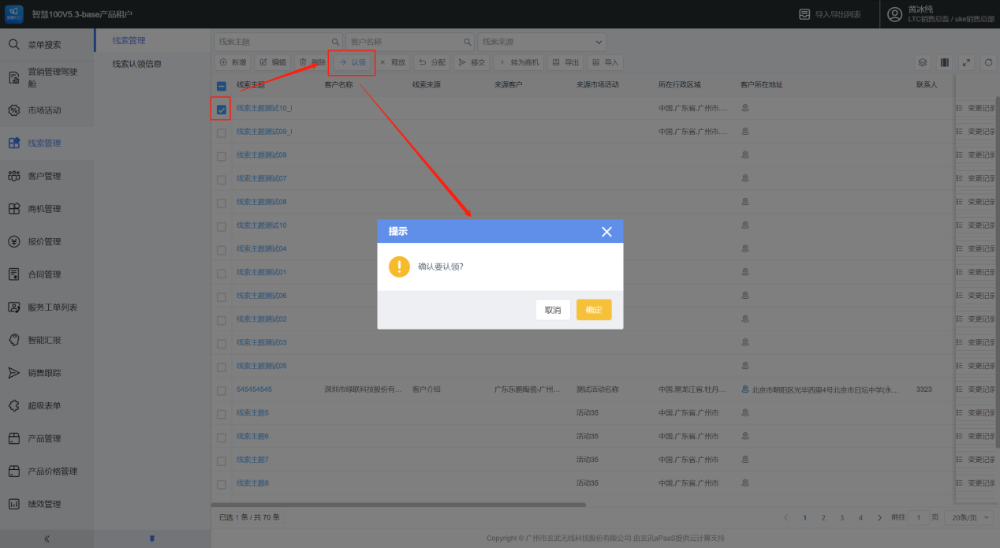 智慧100V5.3-base产品租户
导入导出列表
黄冰纯
LTC销售总监 / uke销售总部
菜单搜索
营销管理驾驶
舱
市场活动
线索管理
客户管理
商机管理
报价管理
合同管理
服务工单列表
智能汇报
销售跟踪
超级表单
产品管理
产品价格管理
绩效管理
线索管理
线索认领信息
线索主题 客户名称 线索来源
新增 编辑 删除 认领 释放 分配 移交 转为商机 导出 导入
线索主题 客户名称 线索来源 来源客户 来源市场活动 所在行政区域 客户所在地址 联系人
线索主题测试10_I 中国.广东省.广州市.... 变更记录
线索主题测试09_I 中国.广东省.广州市.... 变更记录
线索主题测试09 变更记录
线索主题测试07 变更记录
线索主题测试08 变更记录
线索主题测试10 变更记录
线索主题测试04 变更记录
线索主题测试01 变更记录
线索主题测试06 变更记录
线索主题测试02 变更记录
线索主题测试03 变更记录
线索主题测试05 变更记录
545454545 深圳市绿联科技股份有... 客户介绍 广东东鹏陶瓷-广州... 测试活动名称 中国.黑龙江省.牡丹... 北京市朝阳区光华西里4号北京市日坛中学(永... 3323 变更记录
线索主题5 活动35 中国.广东省.广州市 变更记录
线索主题6 活动35 中国.广东省.广州市 变更记录
线索主题7 活动35 中国.广东省.广州市 变更记录
线索主题8 活动35 中国.广东省.广州市 变更记录
提示
确认要认领?
取消 确定
已选 1 条 / 共 70 条
1 2 3 4 前往 1 页 20条/页
Copyright © 广州市玄武无线科技股份有限公司 由玄讯aPaaS提供云计算支持